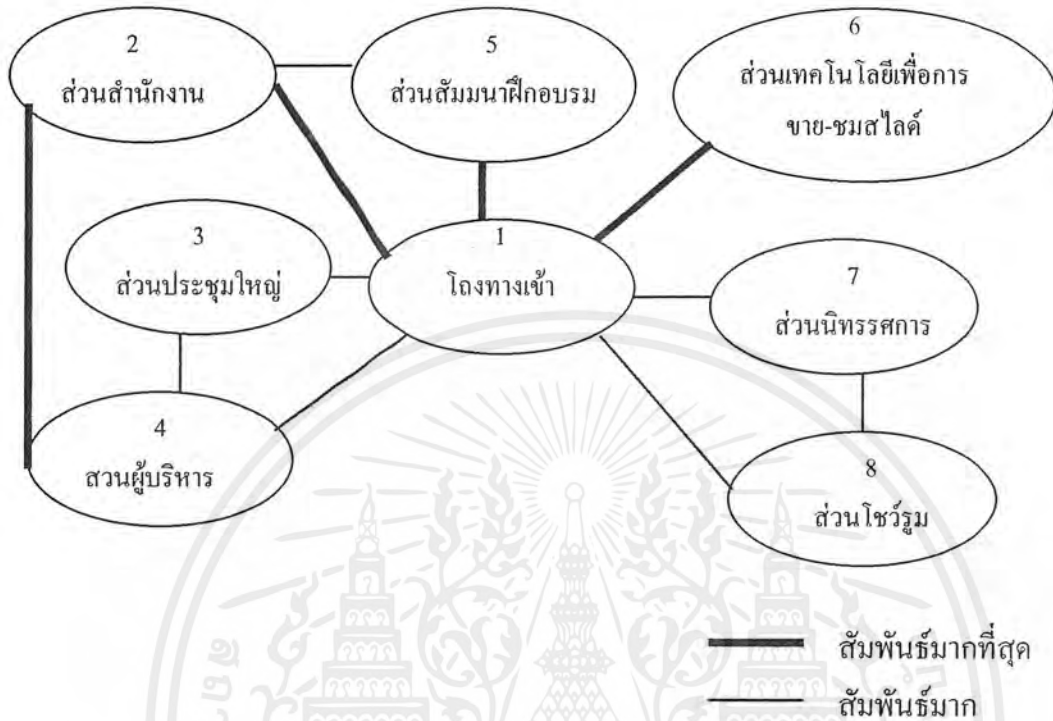 2
ส่วนสำนักงาน
5
ส่วนสัมมนาฝึกอบรม
6
ส่วนเทคโนโลยีเพื่อการ
ขาย-ชมสไลค์
3
ส่วนประชุมใหญ่
1
โถงทางเข้า
7
ส่วนนิทรรศการ
4
สวนผู้บริหาร
8
ส่วนโชว์รูม
สัมพันธ์มากที่สุด
สัมพันธ์มาก